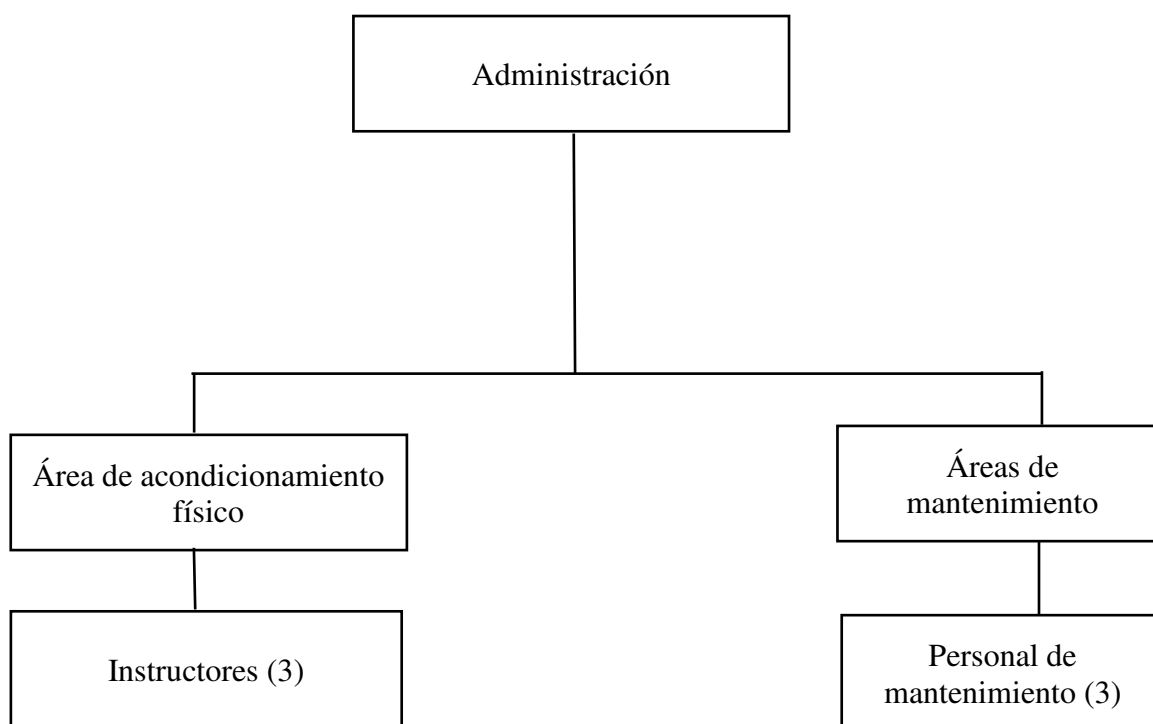 Administración
Área de acondicionamiento
físico
Áreas de
mantenimiento
Instructores (3)
Personal de
mantenimiento (3)